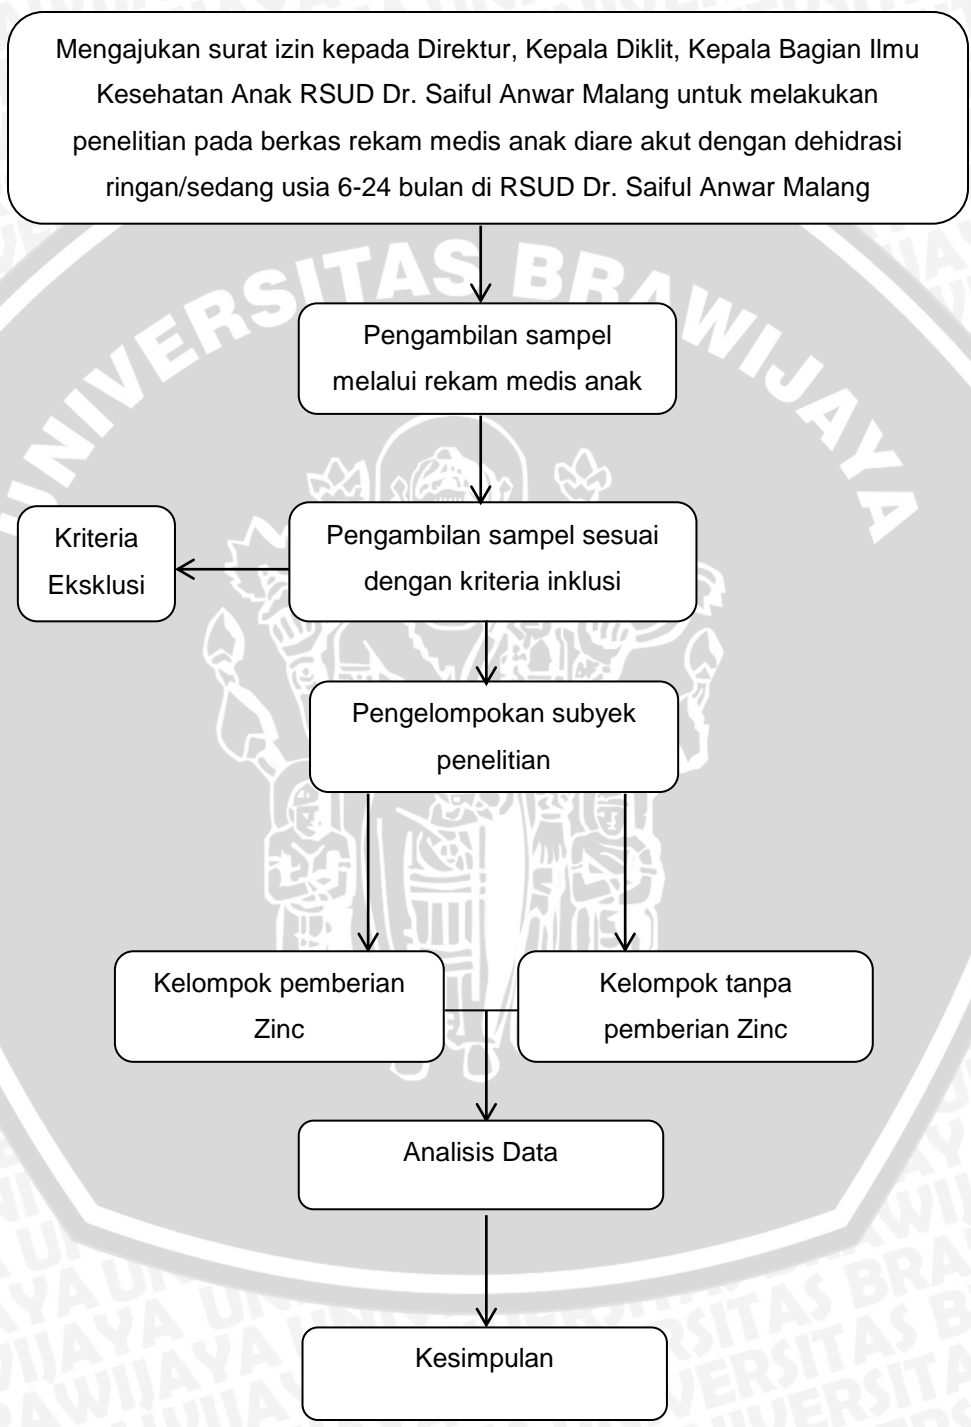 Mengajukan surat izin kepada Direktur, Kepala Diklit, Kepala Bagian Ilmu
Kesehatan Anak RSUD Dr. Saiful Anwar Malang untuk melakukan
penelitian pada berkas rekam medis anak diare akut dengan dehidrasi
ringan/sedang usia 6-24 bulan di RSUD Dr. Saiful Anwar Malang
UNIVERSITAS BRAWIJAYA
Pengambilan sampel
melalui rekam medis anak
Kriteria
Eksklusi
Pengambilan sampel sesuai
dengan kriteria inklusi
Pengelompokan subyek
penelitian
Kelompok pemberian
Zinc
Kelompok tanpa
pemberian Zinc
Analisis Data
Kesimpulan